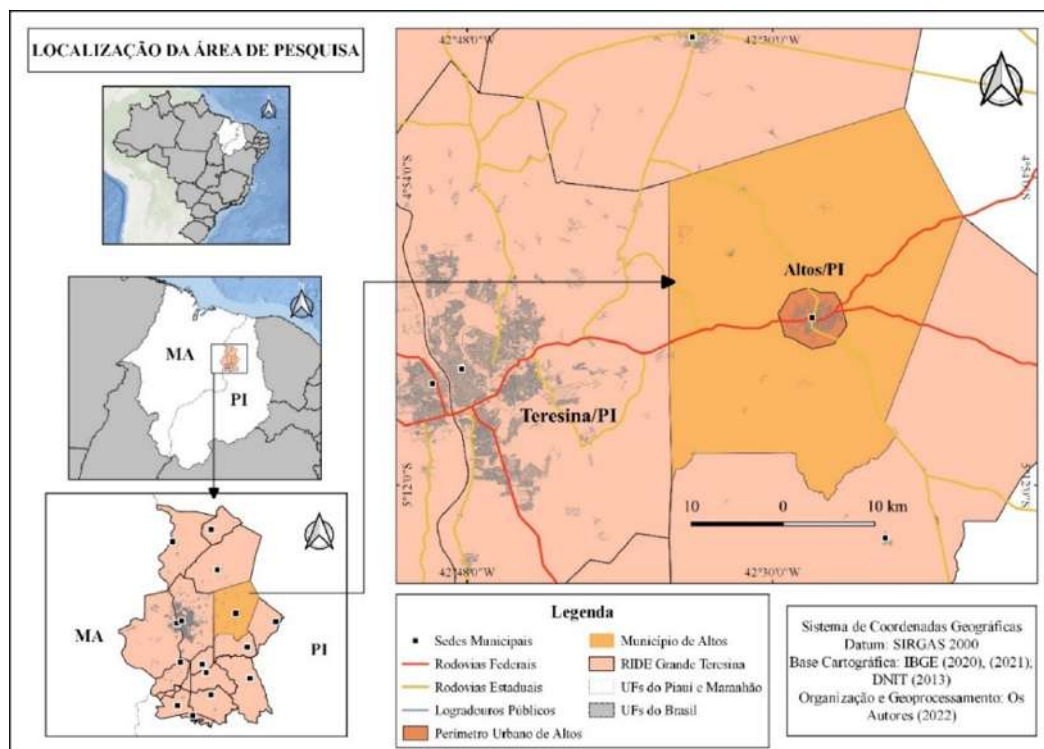 LOCALIZAÇÃO DA ÁREA DE PESQUISA
MA
PI
MA
PI
42°48'0"W
42°30'0"W
4°54'0"S
4°54'0"S
Altos/PI
Teresina/PI
5°12'0"S
5°12'0"S
10 0 10 km
42°48'0"W
42°30'0"W
Legenda
Sedes Municipais
Rodovias Federais
Rodovias Estaduais
Logradouros Públicos
Perímetro Urbano de Altos
Município de Altos
RIDE Grande Teresina
UFs do Piauí e Maranhão
UFs do Brasil
Sistema de Coordenadas Geográficas
Datum: SIRGAS 2000
Base Cartográfica: IBGE (2020), (2021);
DNIT (2013)
Organização e Geoprocessamento: Os
Autores (2022)